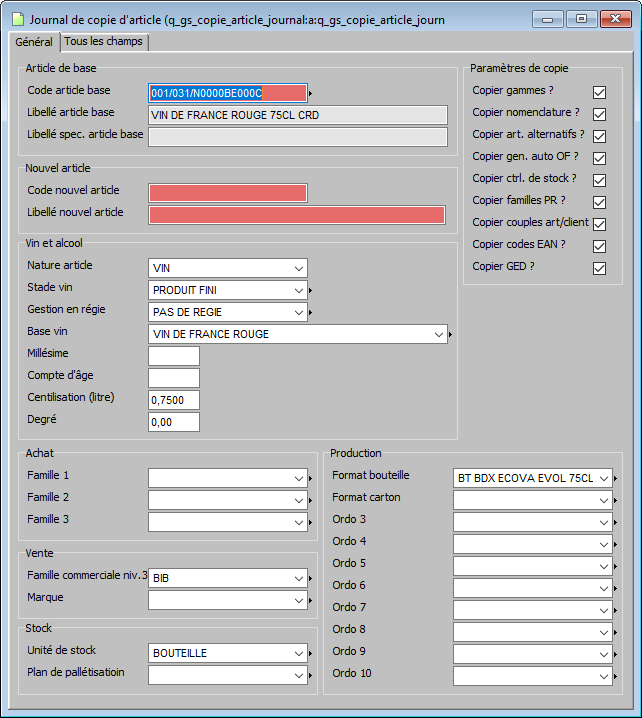 Journal de copie d'article (q_gs_copie_article_journal:a:q_gs_copie_article_journ
Général Tous les champs
Article de base
Code article base 001/031/N0000BE000C
Libellé article base VIN DE FRANCE ROUGE 75CL CRD
Libellé spec. article base
Nouvel article
Code nouvel article
Libellé nouvel article
Vin et alcool
Nature article VIN
Stade vin PRODUIT FINI
Gestion en régie PAS DE REGIE
Base vin VIN DE FRANCE ROUGE
Millésime
Compte d'âge
Centilisation (litre) 0,7500
Degré 0,00
Paramètres de copie
Copier gammes ?
Copier nomenclature ?
Copier art. alternatifs ?
Copier gen. auto OF ?
Copier ctrl. de stock ?
Copier familles PR ?
Copier couples art/client
Copier codes EAN ?
Copier GED ?
Achat
Famille 1
Famille 2
Famille 3
Vente
Famille commerciale niv.3 BIB
Marque
Stock
Unité de stock BOUTEILLE
Plan de pallétisatioin
Production
Format bouteille BT BDX ECOVA EVOL 75CL
Format carton
Ordo 3
Ordo 4
Ordo 5
Ordo 6
Ordo 7
Ordo 8
Ordo 9
Ordo 10